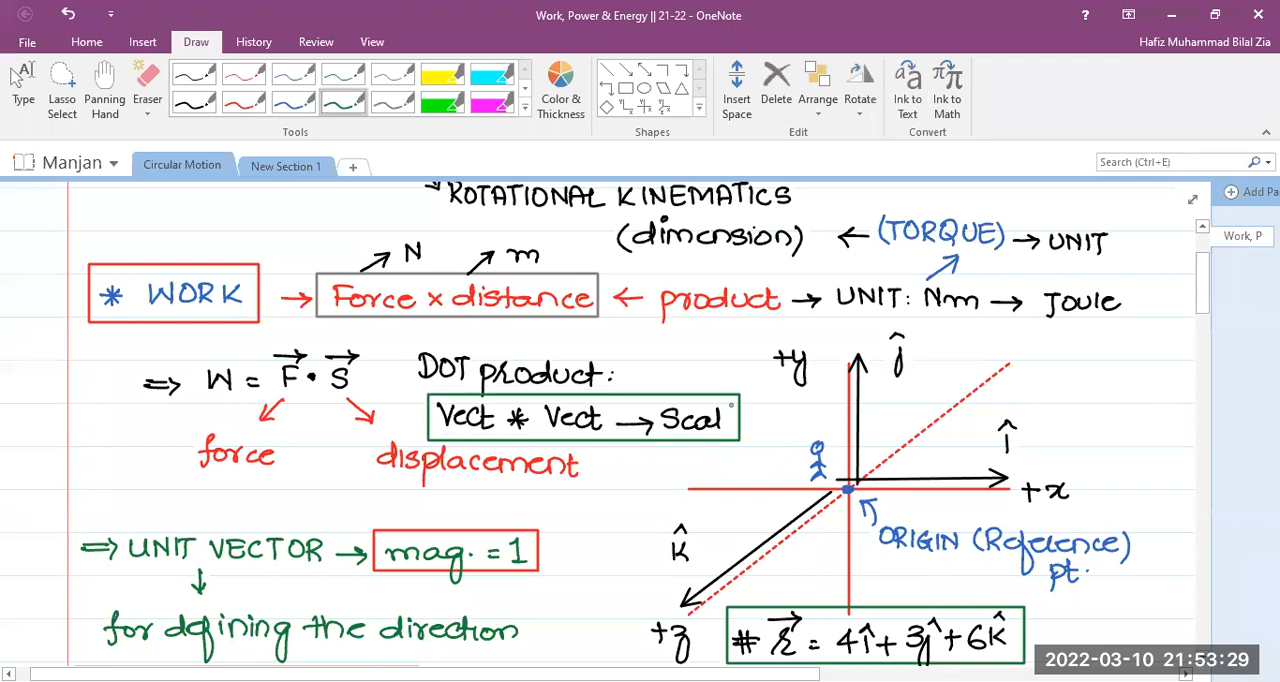 Work, Power & Energy || 21-22 - OneNote
?
File Home Insert Draw History Review View Hafiz Muhammad Bilal Zia
Type Lasso Select Panning Hand Eraser Color & Thickness Insert Space Delete Arrange Rotate Ink to Text Ink to Math
Tools Shapes Edit Convert
Manjan Circular Motion New Section 1 + Search (Ctrl+E)
Add Pa
Work, P
→ ROTATIONAL KINEMATICS
(dimension) ← (TORQUE) → UNIT
N m
* WORK → Force × distance ← product → UNIT: Nm → Joule
⇒ W = F⃗ • S⃗
force displacement
DOT product:
Vect * Vect → Scal
+y ĵ
î
+x
k̂
+z
ORIGIN (Reference)
pt.
⇒ UNIT VECTOR → mag. = 1
for defining the direction
# r⃗ = 4î + 3ĵ + 6k̂
2022-03-10 21:53:29